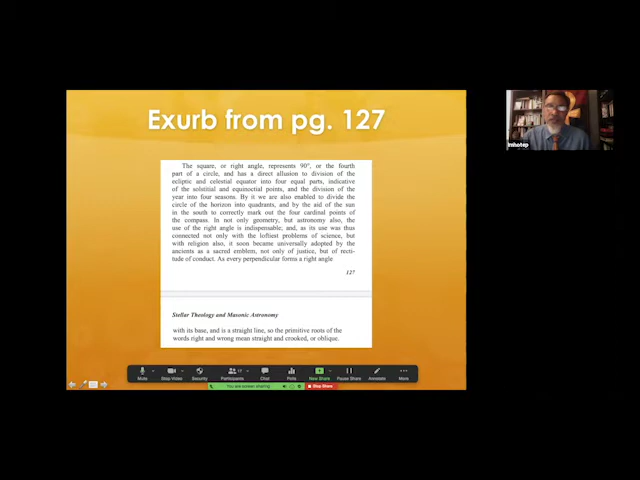 Exurb from pg. 127
The square, or right angle, represents 90°, or the fourth
part of a circle, and has a direct allusion to division of the
ecliptic and celestial equator into four equal parts, indicative
of the solstitial and equinoctial points, and the division of the
year into four seasons. By it we are also enabled to divide the
circle of the horizon into quadrants, and by the aid of the sun
in the south to correctly mark out the four cardinal points of
the compass. In not only geometry, but astronomy also, the
use of the right angle is indispensable; and, as its use was thus
connected not only with the loftiest problems of science, but
with religion also, it soon became universally adopted by the
ancients as a sacred emblem, not only of justice, but of recti-
tude of conduct. As every perpendicular forms a right angle
127
Stellar Theology and Masonic Astronomy
with its base, and is a straight line, so the primitive roots of the
words right and wrong mean straight and crooked, or oblique.
Imhotep
Mute Stop Video Security Participants 17 Chat Polls New Share Pause Share Annotate More
You are screen sharing Stop Share